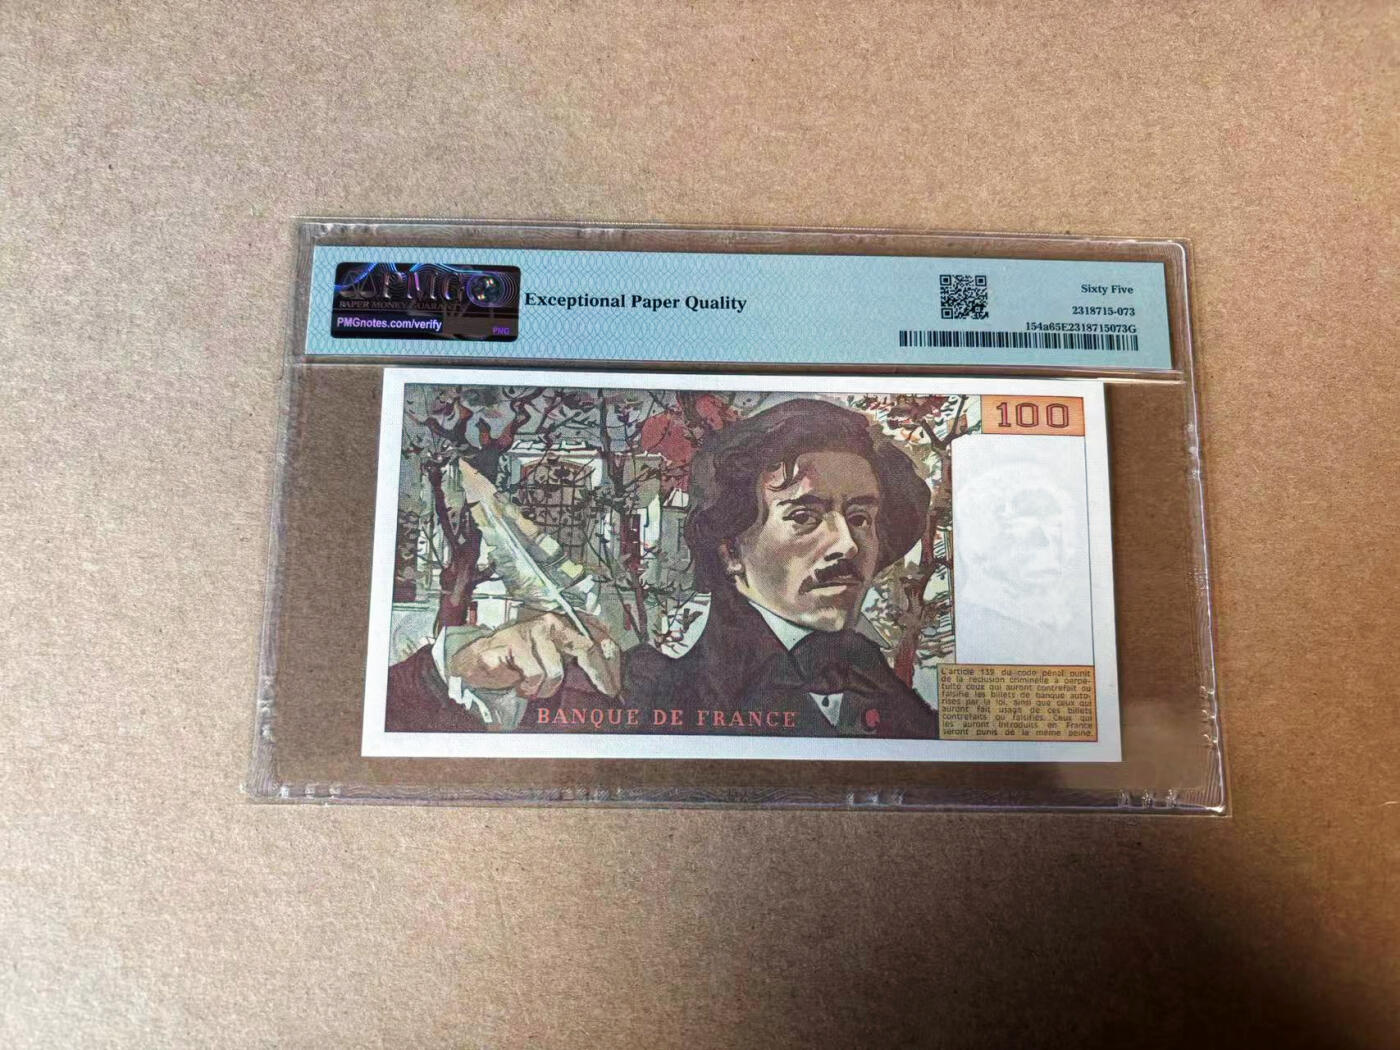 PMG
PAPER MONEY GUARANTY
PMGnotes.com/verify
PMG
Exceptional Paper Quality
Sixty Five
2318715-073
154a65E2318715073G
100
BANQUE DE FRANCE
L'article 139 du code pénal punit
de la réclusion criminelle à perpé-
tuité ceux qui auront contrefait ou
falsifié les billets de banque auto-
risés par la loi, ainsi que ceux qui
auront fait usage de ces billets
contrefaits ou falsifiés. Ceux qui
les auront introduits en France
seront punis de la même peine.